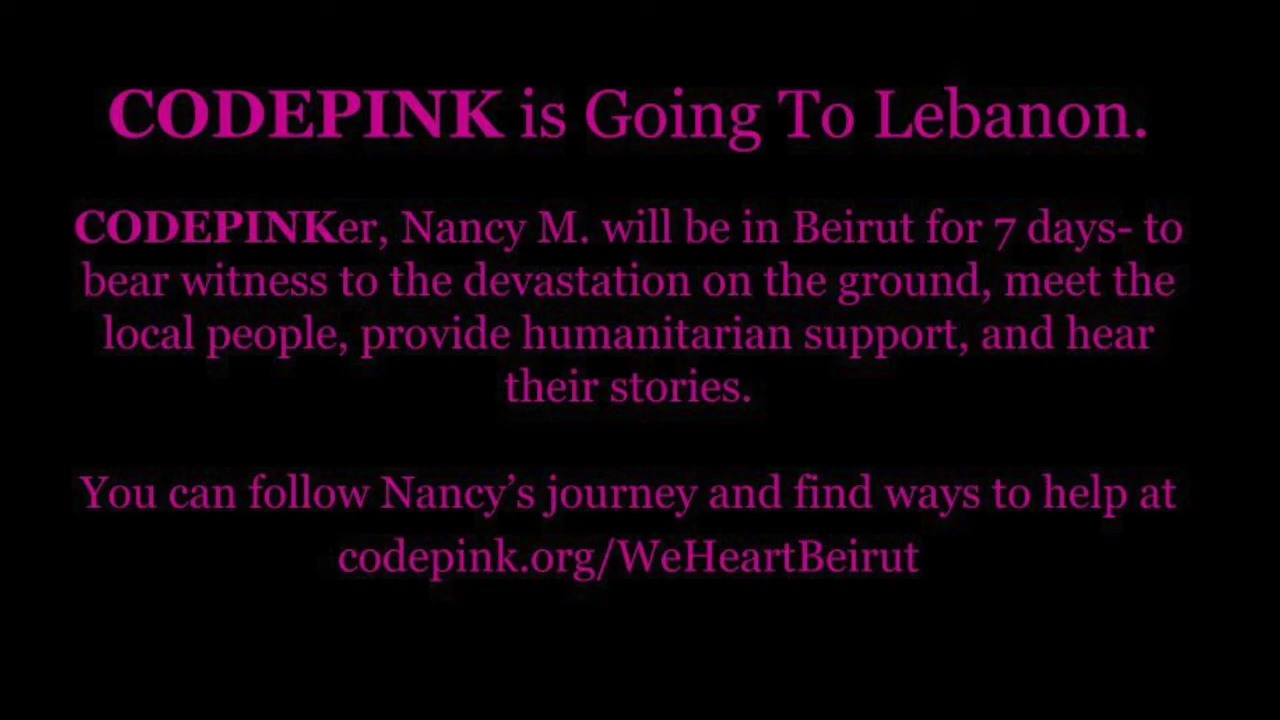 CODEPINK is Going To Lebanon.
CODEPINKer, Nancy M. will be in Beirut for 7 days- to
bear witness to the devastation on the ground, meet the
local people, provide humanitarian support, and hear
their stories.
You can follow Nancy’s journey and find ways to help at
codepink.org/WeHeartBeirut